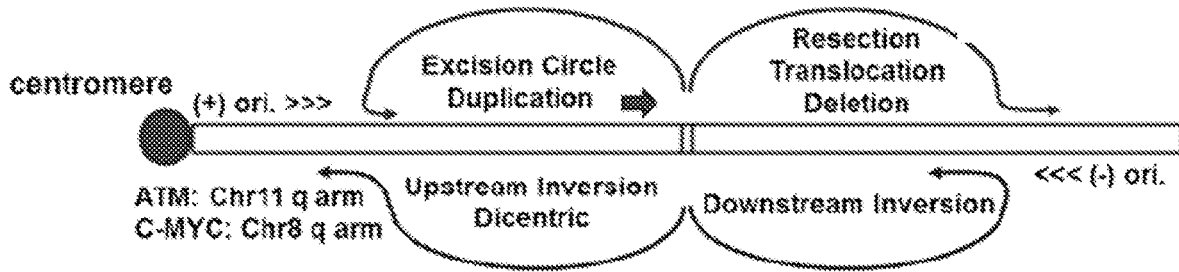 centromere
(+) ori. >>>
Excision Circle
Duplication
Resection
Translocation
Deletion
ATM: Chr11 q arm
C-MYC: Chr8 q arm
Upstream Inversion
Dicentric
Downstream Inversion
<<< (-) ori.